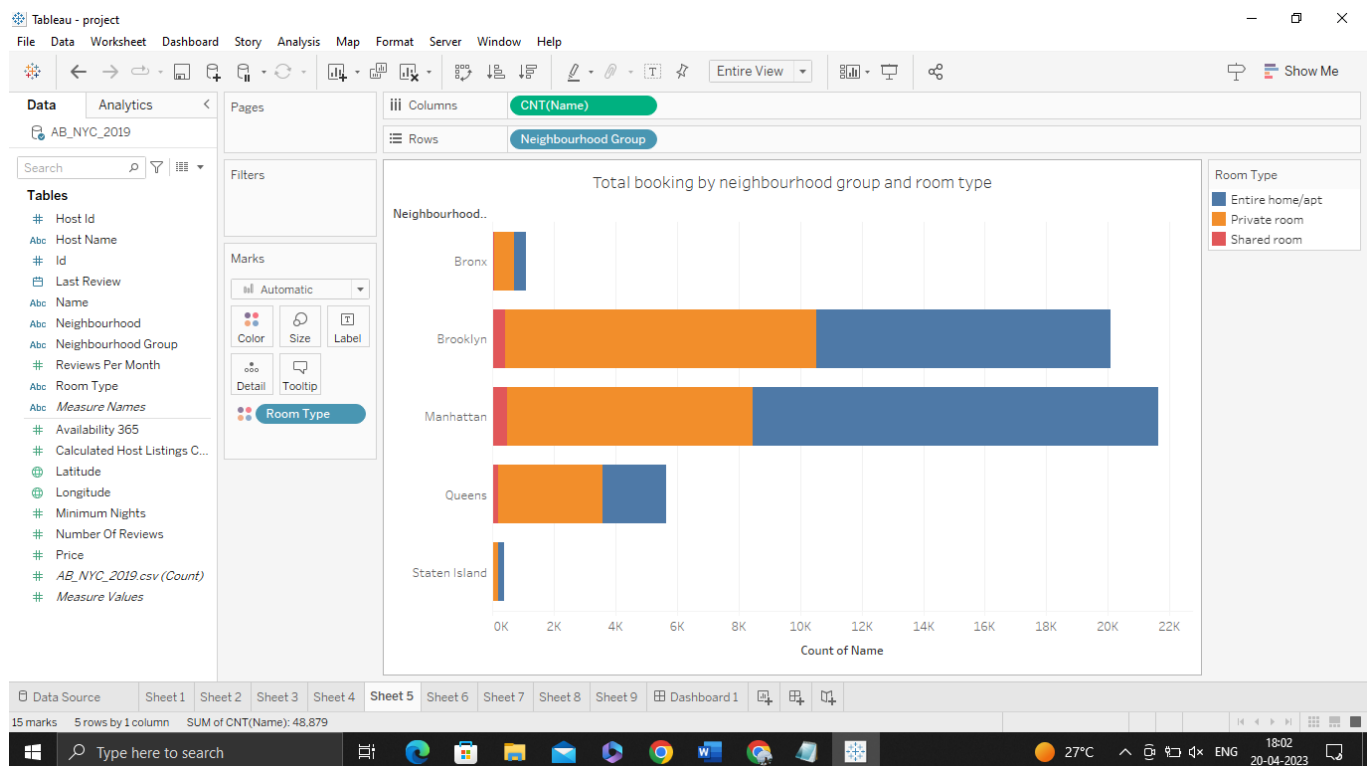 Tableau - project
File Data Worksheet Dashboard Story Analysis Map Format Server Window Help
Entire View
Show Me
Data Analytics
AB_NYC_2019
Search
Tables
# Host Id
Abc Host Name
# Id
Last Review
Abc Name
Abc Neighbourhood
Abc Neighbourhood Group
# Reviews Per Month
Abc Room Type
Abc Measure Names
# Availability 365
# Calculated Host Listings C...
Latitude
Longitude
# Minimum Nights
# Number Of Reviews
# Price
# AB_NYC_2019.csv (Count)
# Measure Values
Pages
Filters
Marks
Automatic
Color Size Label
Detail Tooltip
Room Type
Columns CNT(Name)
Rows Neighbourhood Group
Total booking by neighbourhood group and room type
Neighbourhood..
Bronx
Brooklyn
Manhattan
Queens
Staten Island
0K 2K 4K 6K 8K 10K 12K 14K 16K 18K 20K 22K
Count of Name
Room Type
Entire home/apt
Private room
Shared room
Data Source Sheet 1 Sheet 2 Sheet 3 Sheet 4 Sheet 5 Sheet 6 Sheet 7 Sheet 8 Sheet 9 Dashboard 1
15 marks 5 rows by 1 column SUM of CNT(Name): 48,879
Type here to search
27°C
ENG
18:02
20-04-2023